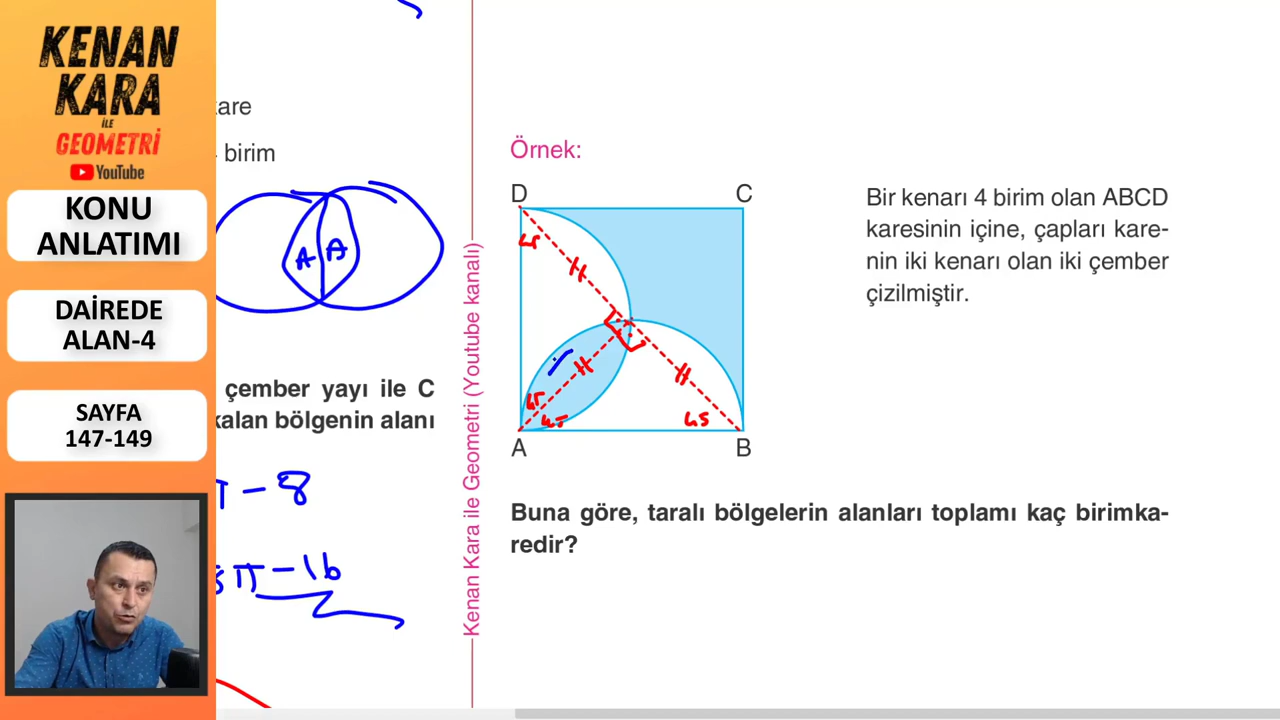 KENAN
KARA
İLE
GEOMETRİ
YouTube
KONU
ANLATIMI
DAİREDE
ALAN-4
SAYFA
147-149
kare
birim
A A
çember yayı ile C
kalan bölgenin alanı
π - 8
8π - 16
Kenan Kara ile Geometri (Youtube kanalı)
Örnek:
D
C
45
45
45
45
A
B
Bir kenarı 4 birim olan ABCD
karesinin içine, çapları kare-
nin iki kenarı olan iki çember
çizilmiştir.
Buna göre, taralı bölgelerin alanları toplamı kaç birimka-
redir?